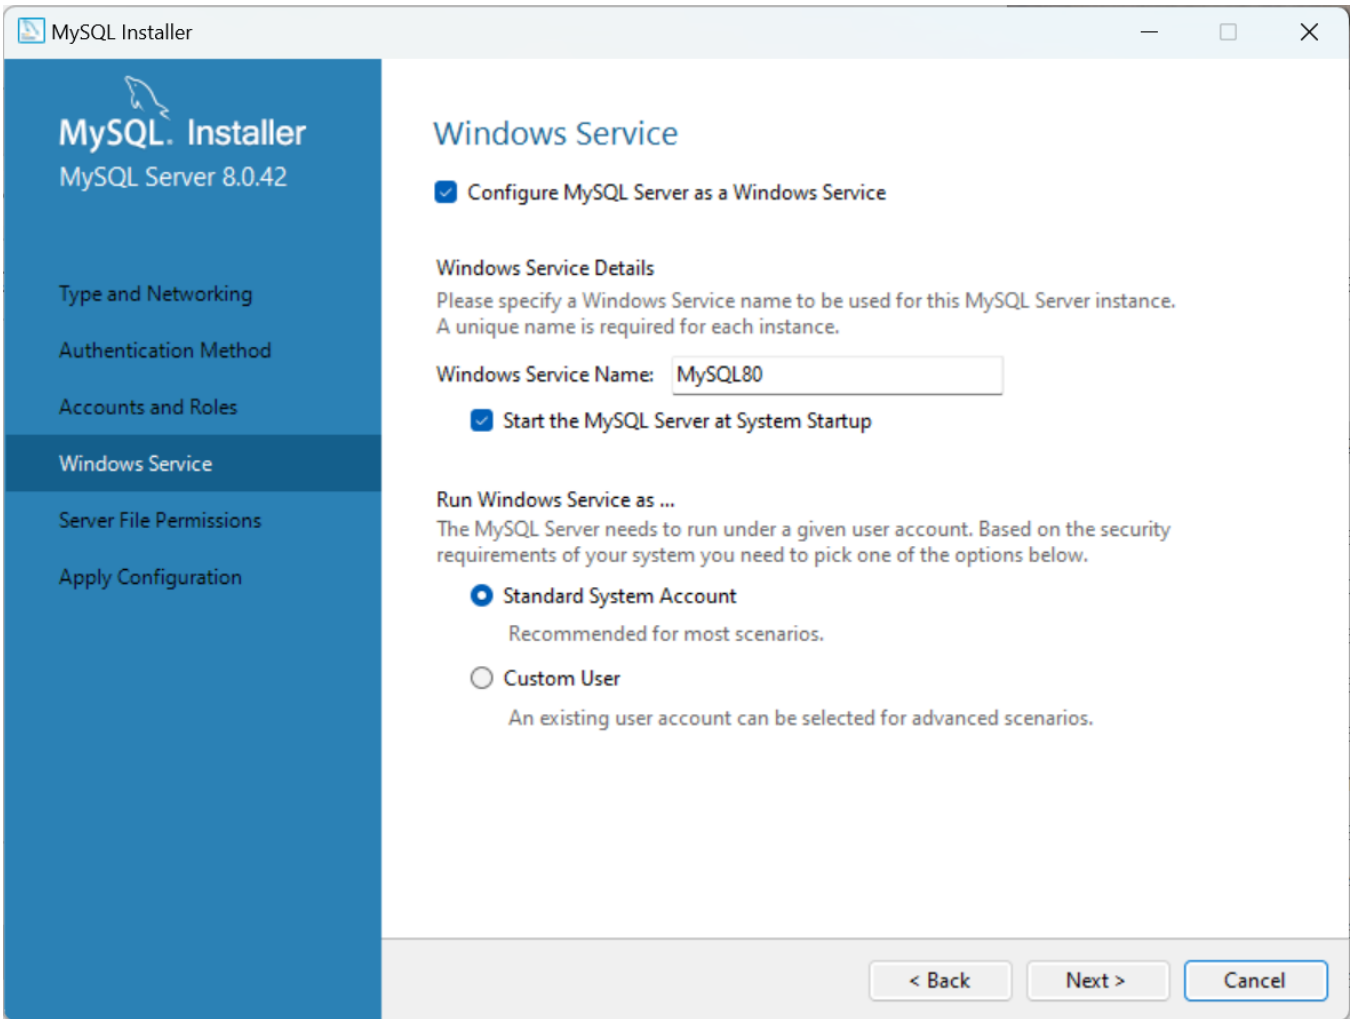 MySQL Installer
MySQL. Installer
MySQL Server 8.0.42
Type and Networking
Authentication Method
Accounts and Roles
Windows Service
Server File Permissions
Apply Configuration
Windows Service
Configure MySQL Server as a Windows Service
Windows Service Details
Please specify a Windows Service name to be used for this MySQL Server instance.
A unique name is required for each instance.
Windows Service Name: MySQL80
Start the MySQL Server at System Startup
Run Windows Service as ...
The MySQL Server needs to run under a given user account. Based on the security
requirements of your system you need to pick one of the options below.
Standard System Account
Recommended for most scenarios.
Custom User
An existing user account can be selected for advanced scenarios.
< Back Next > Cancel